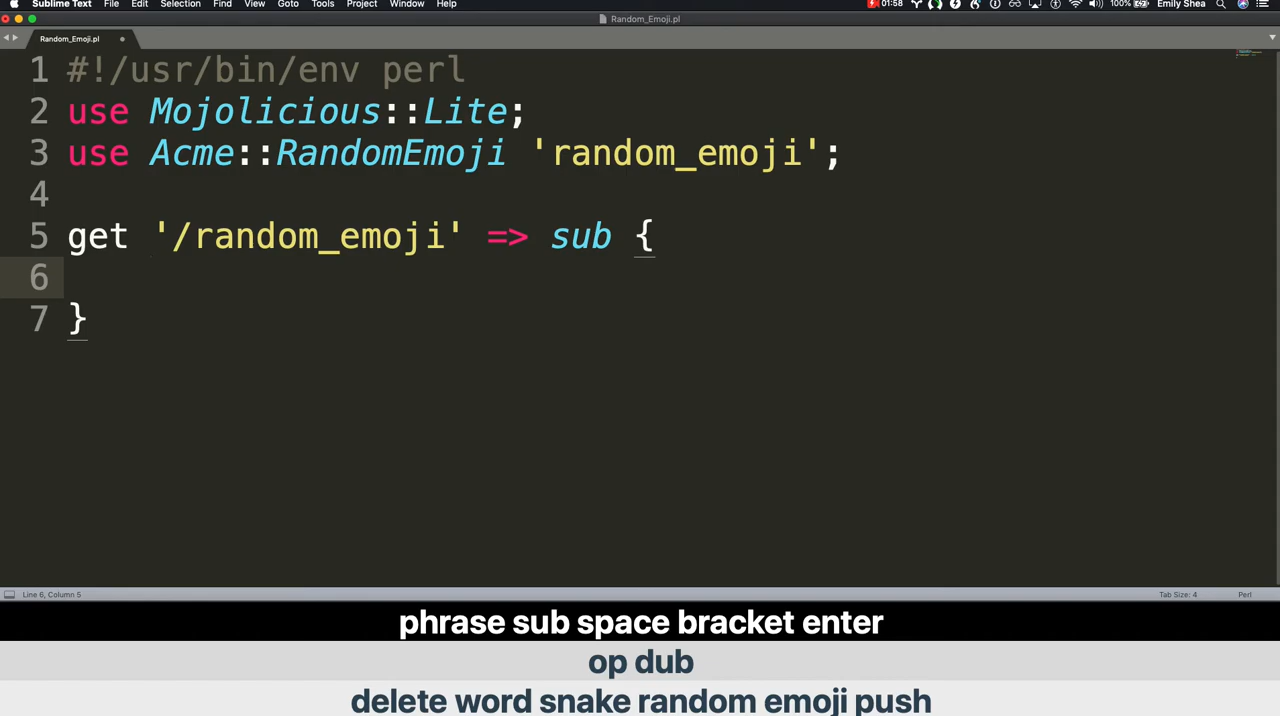 Sublime Text File Edit Selection Find View Goto Tools Project Window Help 01:58 100% Emily Shea
Random_Emoji.pl
Random_Emoji.pl
1 #!/usr/bin/env perl
2 use Mojolicious::Lite;
3 use Acme::RandomEmoji 'random_emoji';
4
5 get '/random_emoji' => sub {
6
7 }
Line 6, Column 5 Tab Size: 4 Perl
phrase sub space bracket enter
op dub
delete word snake random emoji push